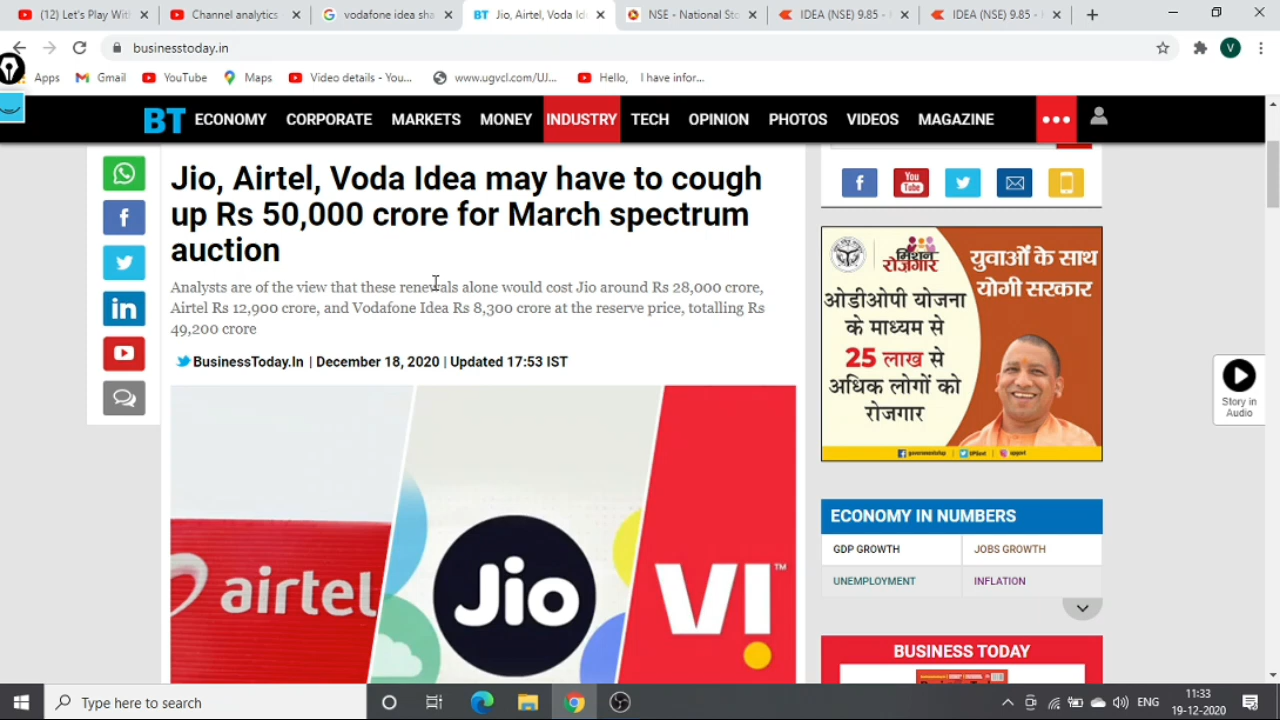 (12) Let's Play Wit
Channel analytics
vodafone idea sha
Jio, Airtel, Voda Id
NSE - National Sto
IDEA (NSE) 9.85 -
IDEA (NSE) 9.85 -
businesstoday.in
V
Apps
Gmail
YouTube
Maps
Video details - You...
www.ugvcl.com/UJ...
Hello, I have infor...
BT
ECONOMY
CORPORATE
MARKETS
MONEY
INDUSTRY
TECH
OPINION
PHOTOS
VIDEOS
MAGAZINE
Jio, Airtel, Voda Idea may have to cough
up Rs 50,000 crore for March spectrum
auction
Analysts are of the view that these renewals alone would cost Jio around Rs 28,000 crore,
Airtel Rs 12,900 crore, and Vodafone Idea Rs 8,300 crore at the reserve price, totalling Rs
49,200 crore
BusinessToday.In | December 18, 2020 | Updated 17:53 IST
airtel
Jio
VI
TM
You
Tube
मिशन
रोज़गार
युवाओं के साथ
योगी सरकार
ओडीओपी योजना
के माध्यम से
25 लाख से
अधिक लोगों को
रोजगार
Story in
Audio
ECONOMY IN NUMBERS
GDP GROWTH
JOBS GROWTH
UNEMPLOYMENT
INFLATION
BUSINESS TODAY
Type here to search
ENG
11:33
19-12-2020